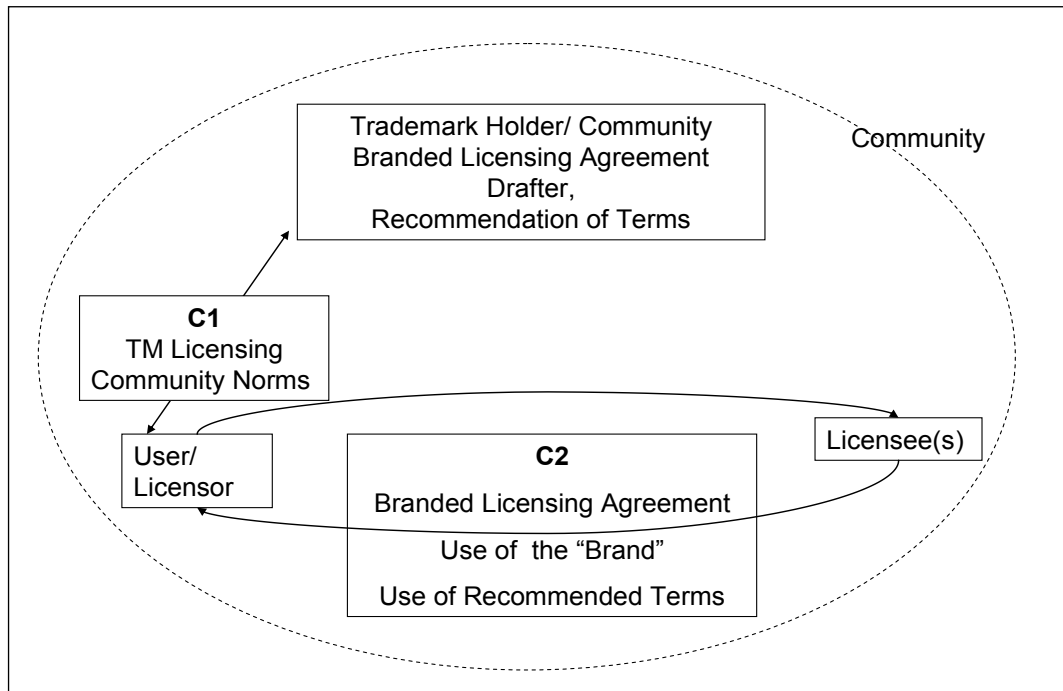 Trademark Holder/ Community
Branded Licensing Agreement
Drafter,
Recommendation of Terms
Community
C1
TM Licensing
Community Norms
User/
Licensor
C2
Branded Licensing Agreement
Use of the “Brand”
Use of Recommended Terms
Licensee(s)